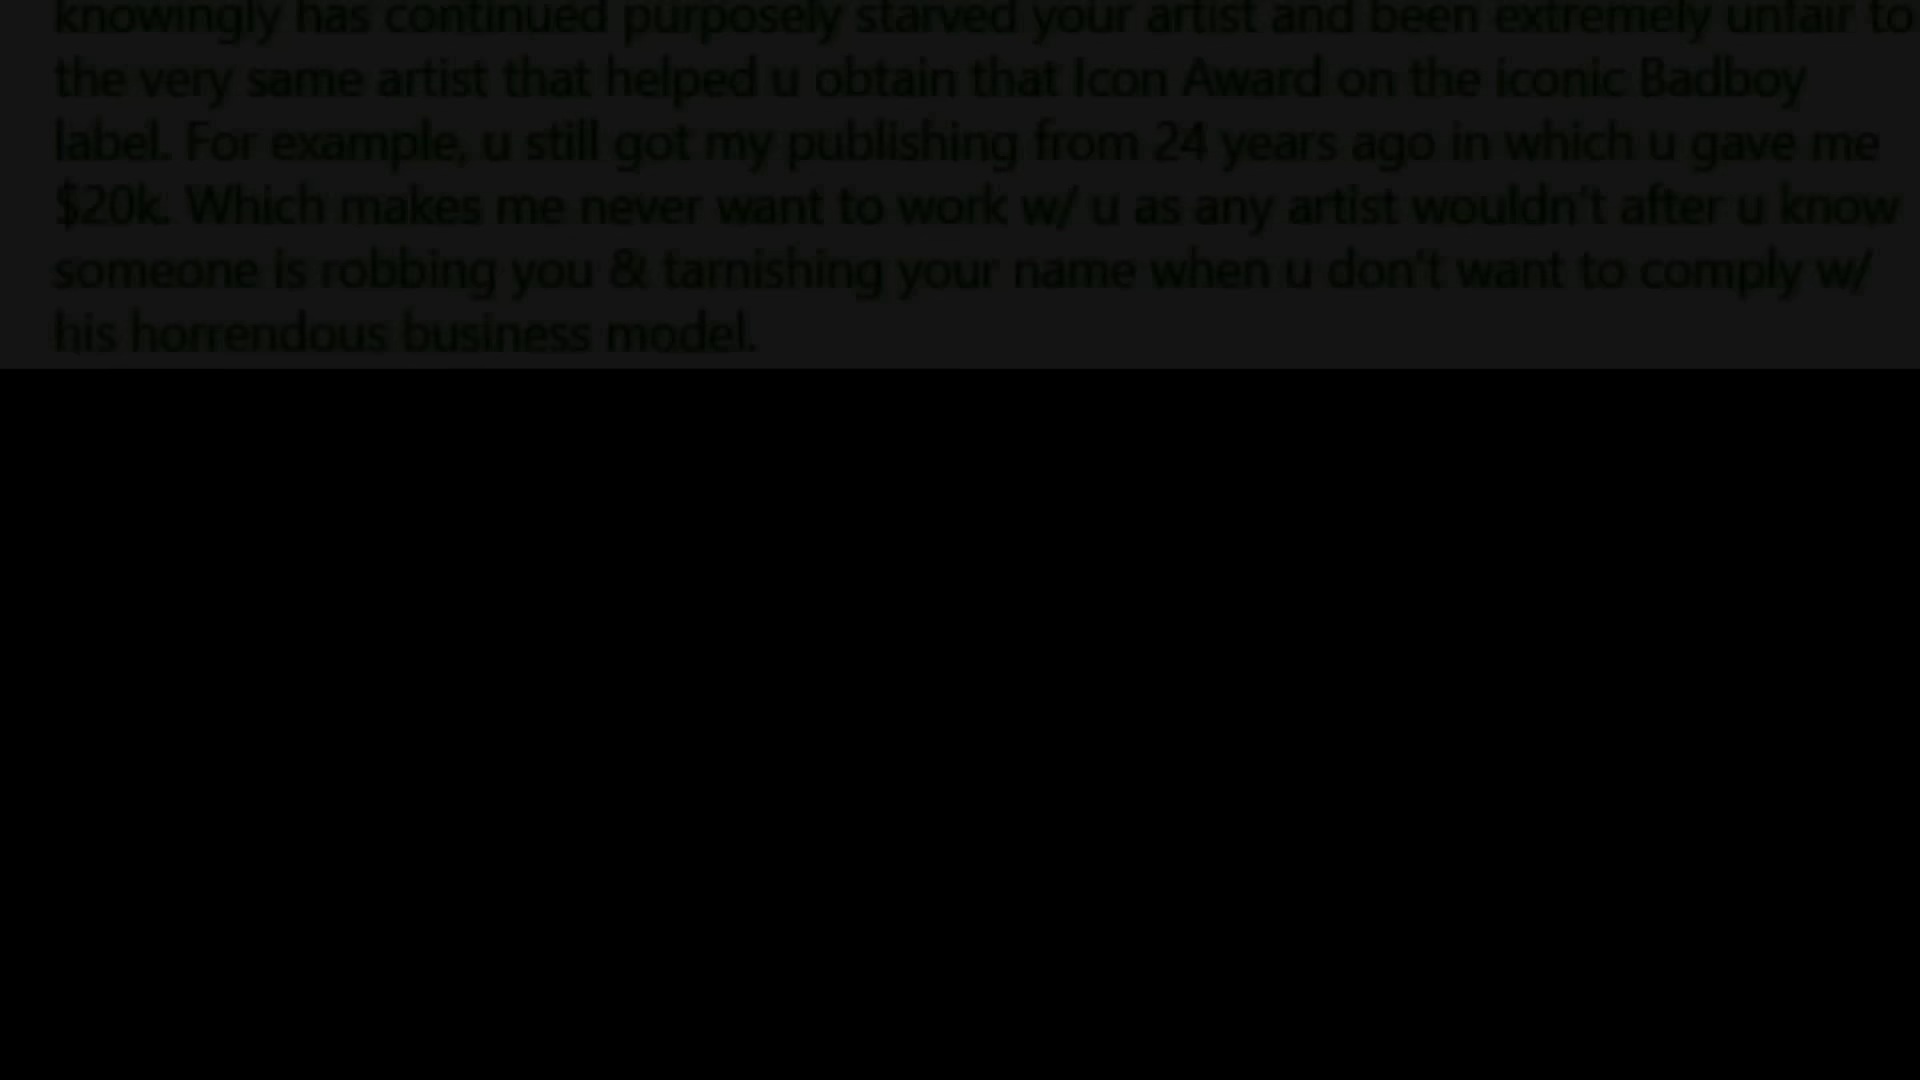 knowingly has continued purposely starved your artist and been extremely unfair to
the very same artist that helped u obtain that Icon Award on the iconic Badboy
label. For example, u still got my publishing from 24 years ago in which u gave me
$20k. Which makes me never want to work w/ u as any artist wouldn't after u know
someone is robbing you & tarnishing your name when u don't want to comply w/
his horrendous business model.